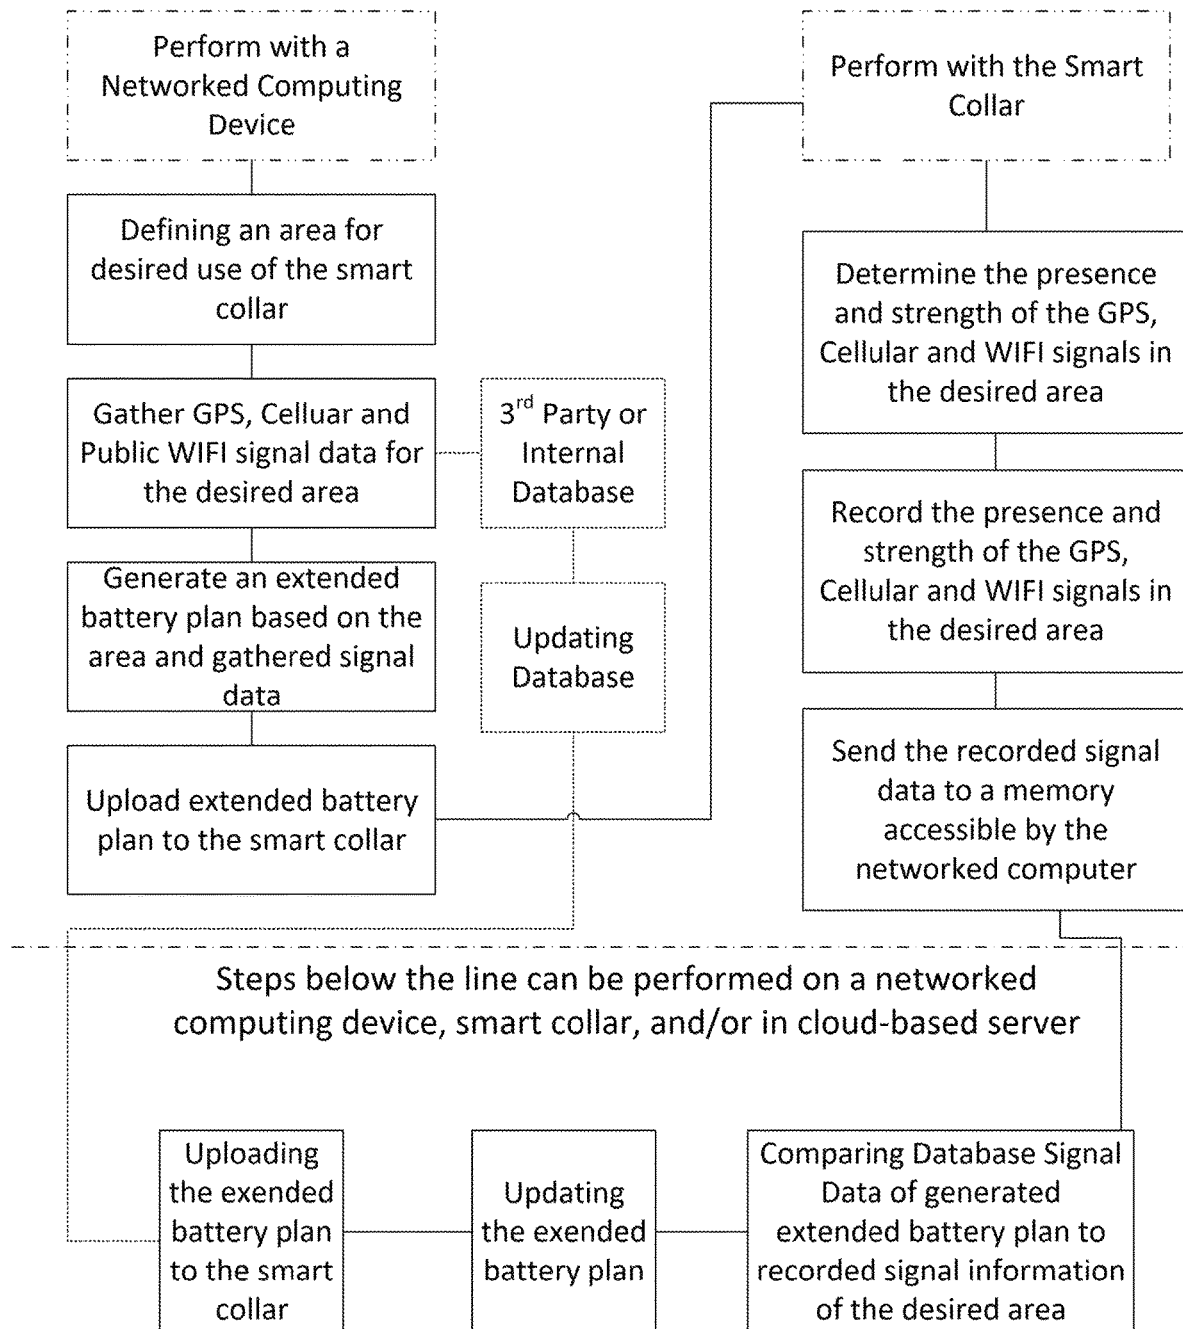 Perform with a
Networked Computing
Device
Defining an area for
desired use of the smart
collar
Gather GPS, Celluar and
Public WIFI signal data for
the desired area
3rd Party or
Internal
Database
Generate an extended
battery plan based on the
area and gathered signal
data
Updating
Database
Upload extended battery
plan to the smart collar
Perform with the Smart
Collar
Determine the presence
and strength of the GPS,
Cellular and WIFI signals in
the desired area
Record the presence and
strength of the GPS,
Cellular and WIFI signals in
the desired area
Send the recorded signal
data to a memory
accessible by the
networked computer
Steps below the line can be performed on a networked
computing device, smart collar, and/or in cloud-based server
Uploading
the exended
battery plan
to the smart
collar
Updating
the exended
battery plan
Comparing Database Signal
Data of generated
extended battery plan to
recorded signal information
of the desired area